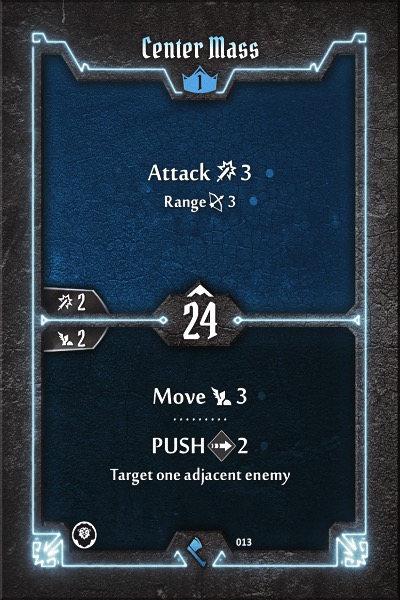 Center Mass
1
Attack 3
Range 3
2
24
2
Move 3
PUSH 2
Target one adjacent enemy
013